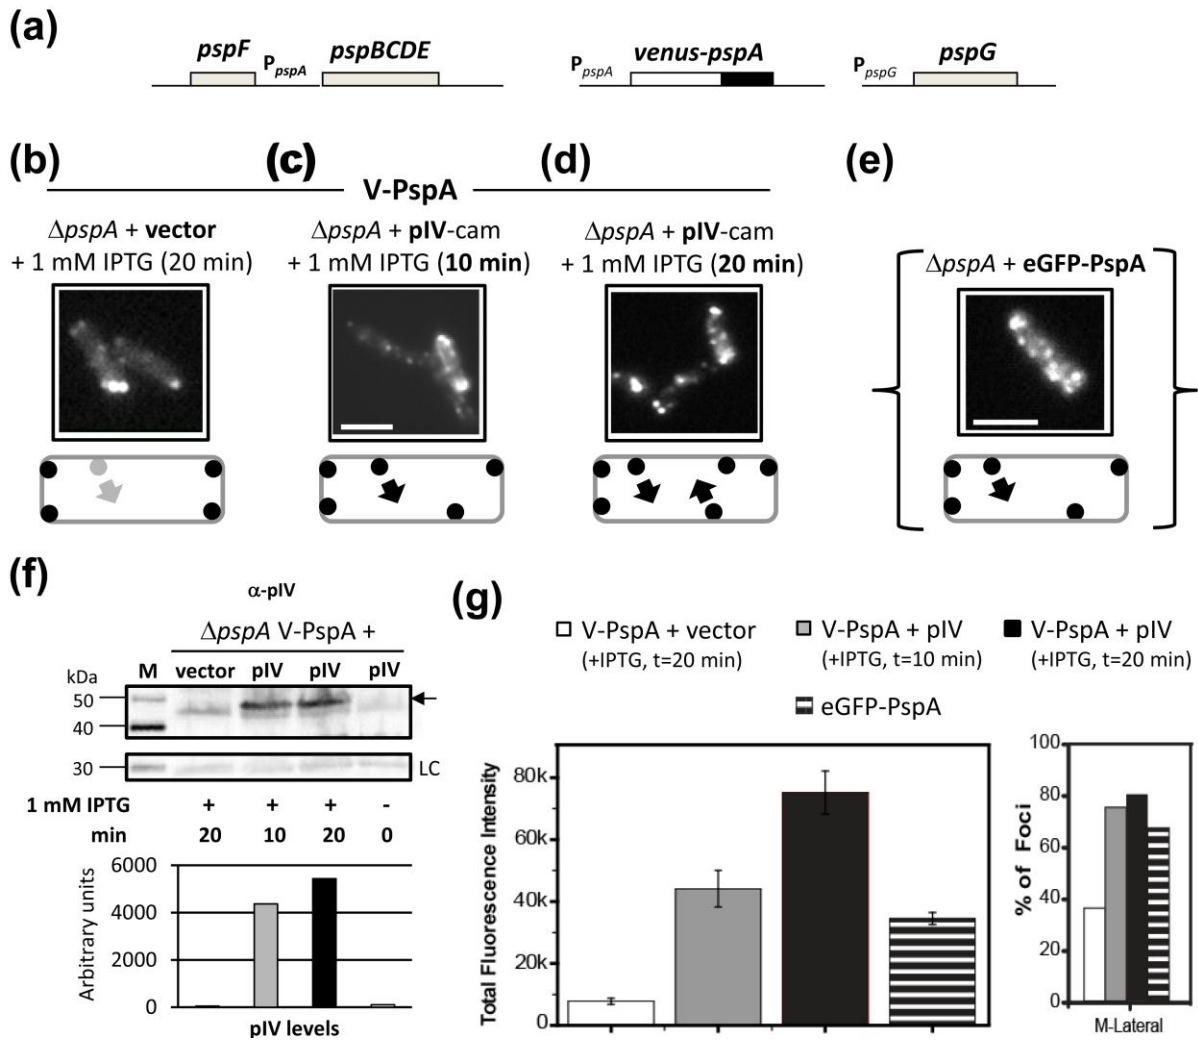 (a)
pspF PpspA pspBCDE PpspA venus-pspA PpspG pspG
(b) (c) (d) (e)
V-PspA
ΔpspA + vector
+ 1 mM IPTG (20 min)
ΔpspA + pIV-cam
+ 1 mM IPTG (10 min)
ΔpspA + pIV-cam
+ 1 mM IPTG (20 min)
ΔpspA + eGFP-PspA
(f)
α-pIV
ΔpspA V-PspA +
kDa M vector pIV pIV pIV
50
40
30 LC
1 mM IPTG + + + -
min 20 10 20 0
Arbitrary units
6000
4000
2000
0
pIV levels
(g)
V-PspA + vector
(+IPTG, t=20 min)
V-PspA + pIV
(+IPTG, t=10 min)
V-PspA + pIV
(+IPTG, t=20 min)
eGFP-PspA
Total Fluorescence Intensity
80k
60k
40k
20k
0
% of Foci
100
80
60
40
20
0
M-Lateral